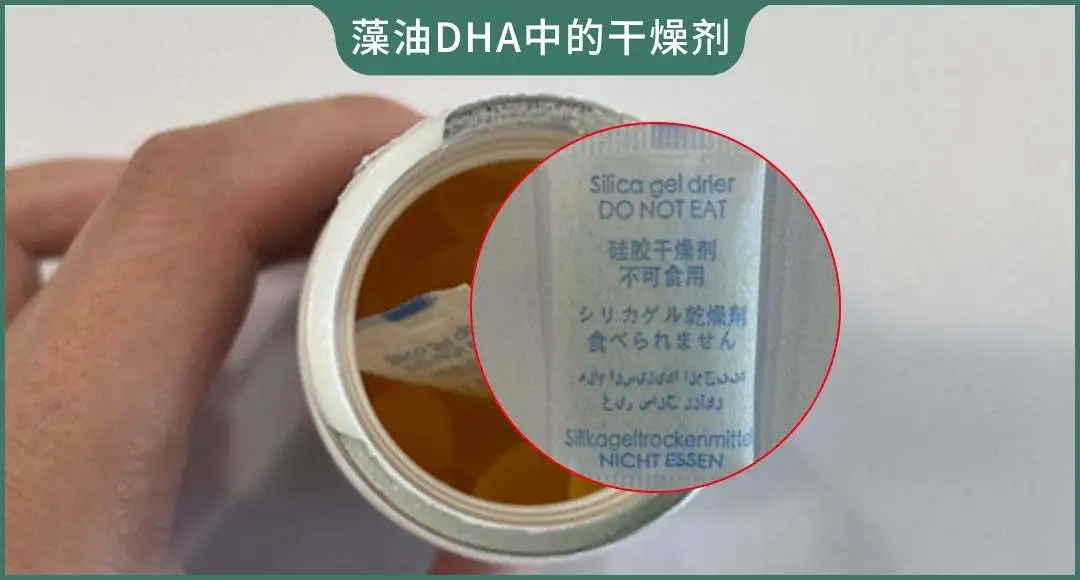 藻油DHA中的干燥剂
Silica gel drier
DO NOT EAT
硅胶干燥剂
不可食用
シリカゲル乾燥剤
食べられません
Silikageltrockenmitte
NICHT ESSEN